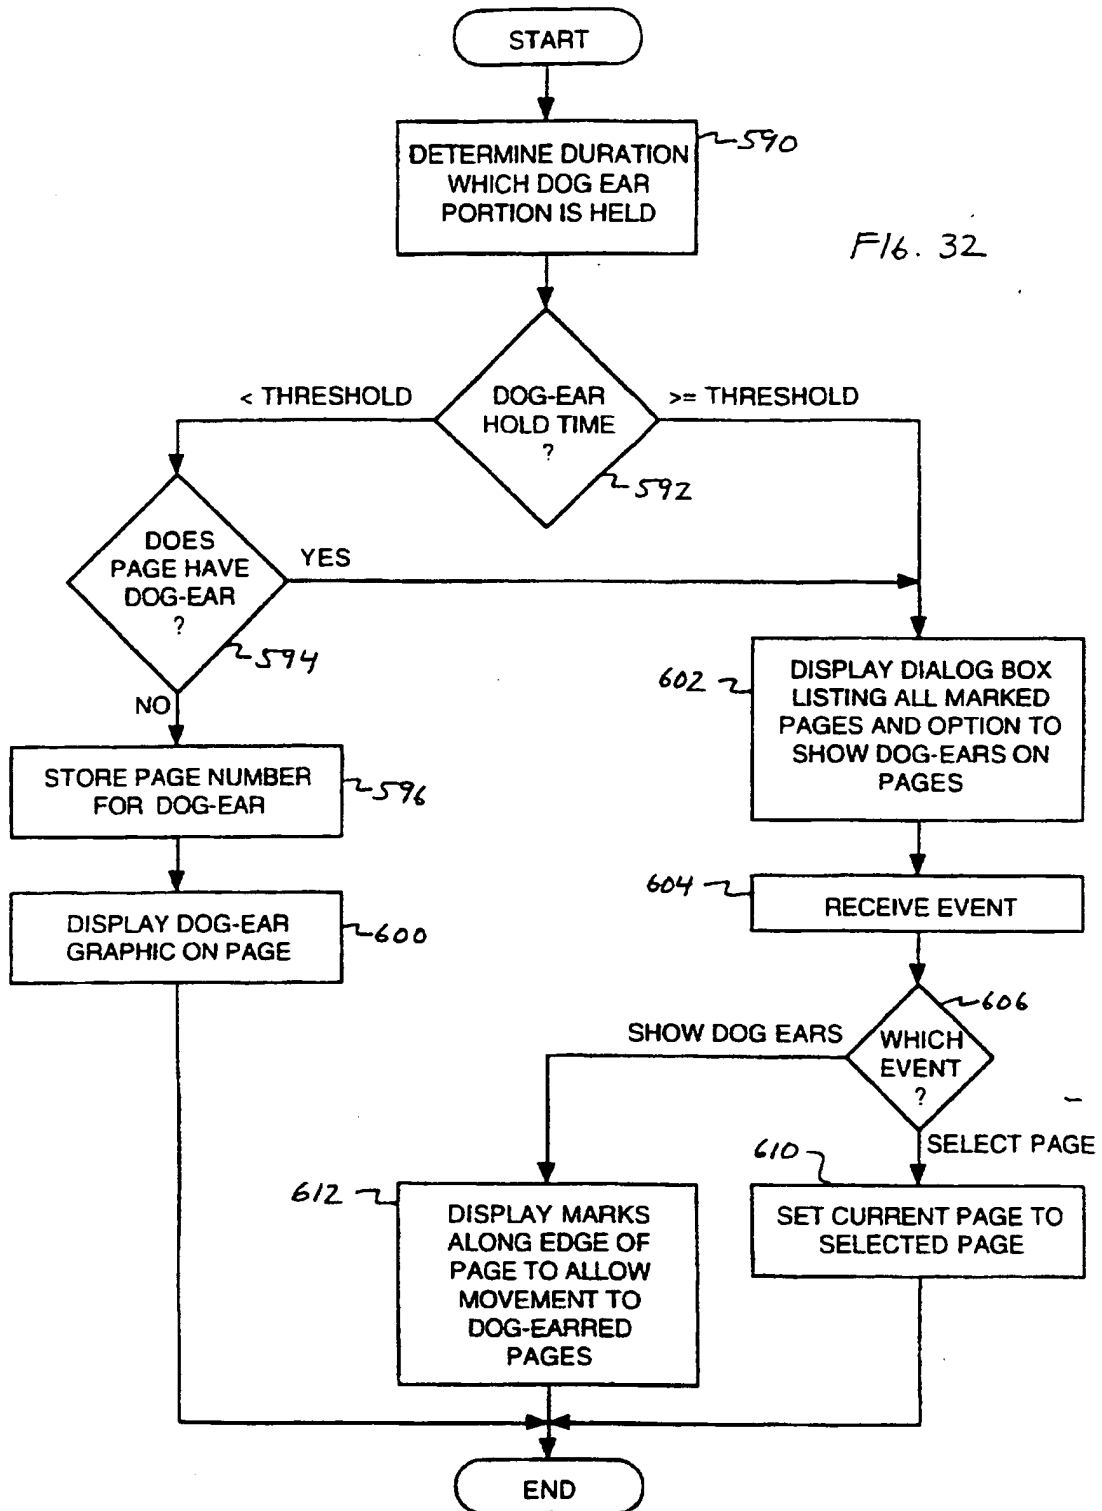 START
DETERMINE DURATION
WHICH DOG EAR
PORTION IS HELD
590
FIG. 32
< THRESHOLD
DOG-EAR
HOLD TIME
?
>= THRESHOLD
592
DOES
PAGE HAVE
DOG-EAR
?
YES
594
NO
602
DISPLAY DIALOG BOX
LISTING ALL MARKED
PAGES AND OPTION TO
SHOW DOG-EARS ON
PAGES
STORE PAGE NUMBER
FOR DOG-EAR
596
604
RECEIVE EVENT
DISPLAY DOG-EAR
GRAPHIC ON PAGE
600
606
SHOW DOG EARS
WHICH
EVENT
?
SELECT PAGE
610
612
DISPLAY MARKS
ALONG EDGE OF
PAGE TO ALLOW
MOVEMENT TO
DOG-EARRED
PAGES
SET CURRENT PAGE TO
SELECTED PAGE
END